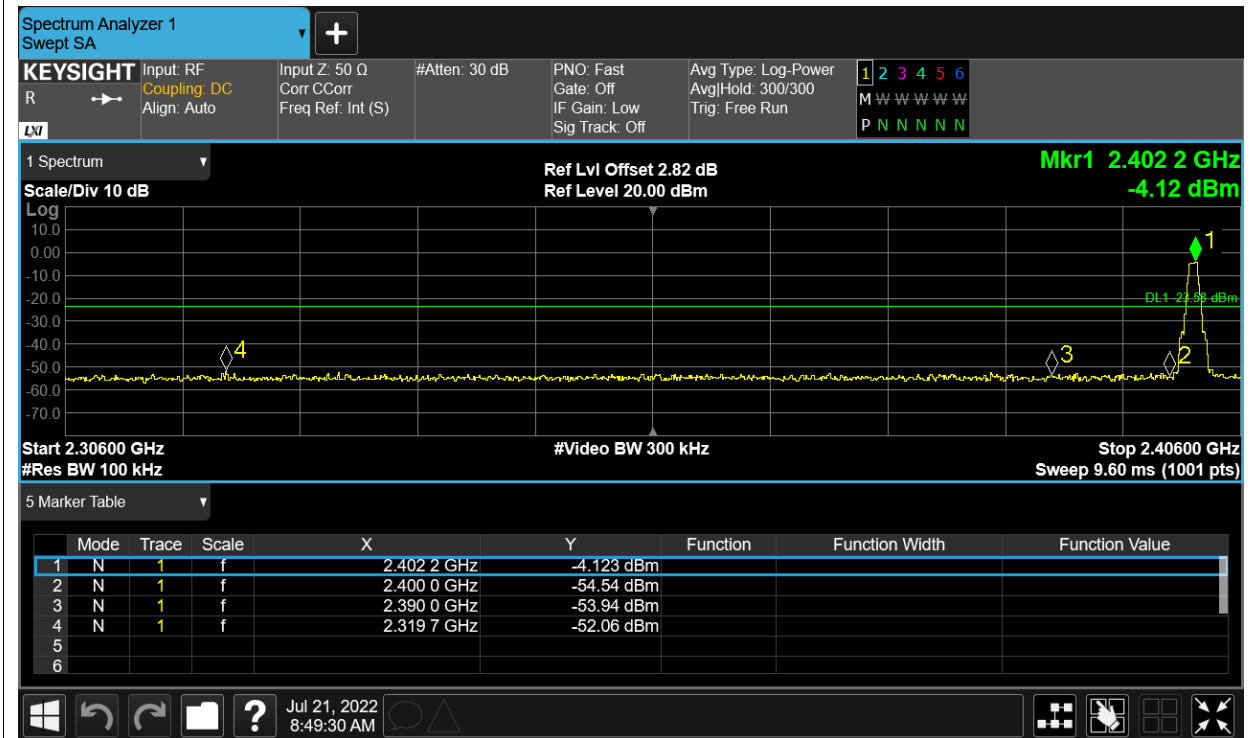 Spectrum Analyzer 1
Swept SA
+
KEYSIGHT Input: RF Input Z: 50 Ω #Atten: 30 dB PNO: Fast Avg Type: Log-Power 1 2 3 4 5 6
R Coupling: DC Corr CCorr Gate: Off Avg|Hold: 300/300 M W W W W W W
Align: Auto Freq Ref: Int (S) IF Gain: Low Trig: Free Run
LXI Sig Track: Off P N N N N N N
1 Spectrum
Ref Lvl Offset 2.82 dB Mkr1 2.402 2 GHz
Scale/Div 10 dB Ref Level 20.00 dBm -4.12 dBm
Log
10.0
1
0.00
-10.0
-20.0
DL1 -23.58 dBm
-30.0
-40.0
4 3 2
-50.0
-60.0
-70.0
Start 2.30600 GHz #Video BW 300 kHz Stop 2.40600 GHz
#Res BW 100 kHz Sweep 9.60 ms (1001 pts)
5 Marker Table
Mode Trace Scale X Y Function Function Width Function Value
1 N 1 f 2.402 2 GHz -4.123 dBm
2 N 1 f 2.400 0 GHz -54.54 dBm
3 N 1 f 2.390 0 GHz -53.94 dBm
4 N 1 f 2.319 7 GHz -52.06 dBm
5
6
? Jul 21, 2022
8:49:30 AM